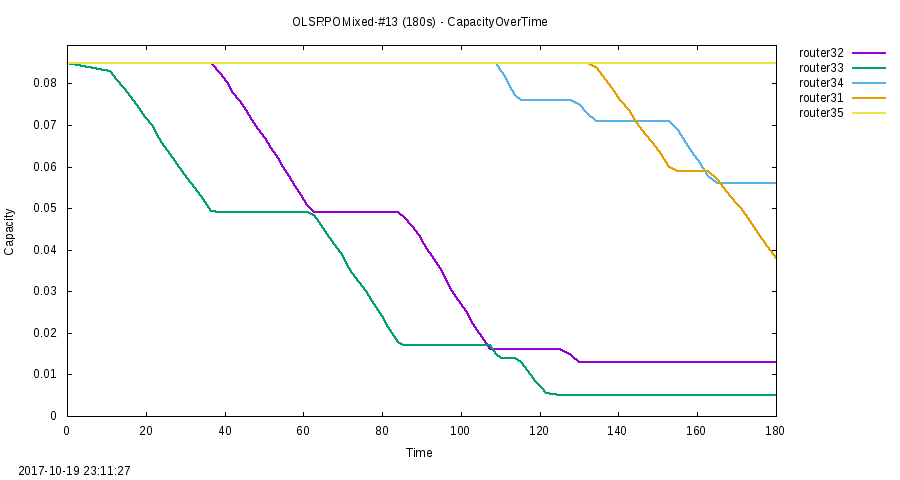 OLSRPOMixed-#13 (180s) - CapacityOverTime
router32
router33
router34
router31
router35
0.08
0.07
0.06
0.05
0.04
0.03
0.02
0.01
0
Capacity
0 20 40 60 80 100 120 140 160 180
Time
2017-10-19 23:11:27